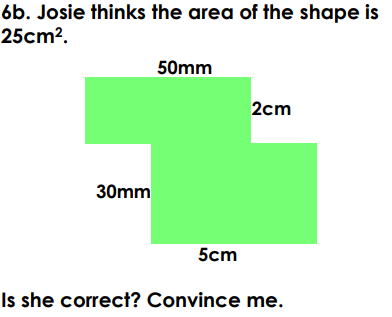 6b. Josie thinks the area of the shape is
25cm².
50mm
2cm
30mm
5cm
Is she correct? Convince me.